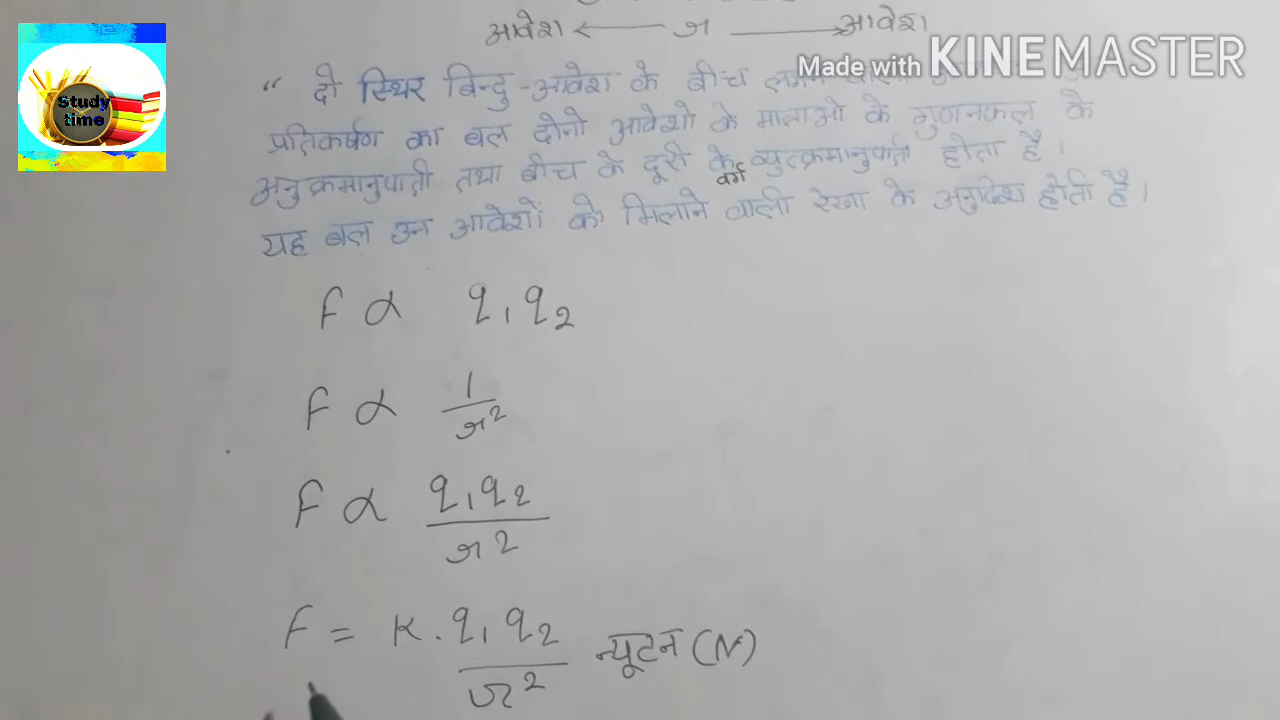 आवेश ← r → आवेश
Made with KINEMASTER
Study
time
“ दो स्थिर बिन्दु-आवेश के बीच
प्रतिकर्षण का बल दोनो आवेशो के मात्राओ के गुणनफल के
अनुक्रमानुपाती तथा बीच के दूरी के वर्ग व्युत्क्रमानुपाती होता है।
यह बल उन आवेशों को मिलाने वाली रेखा के अनुदिश होती है।
F ∝ q₁q₂
F ∝ 1/r²
F ∝ q₁q₂/r²
F = K.q₁q₂/r² न्यूटन (N)